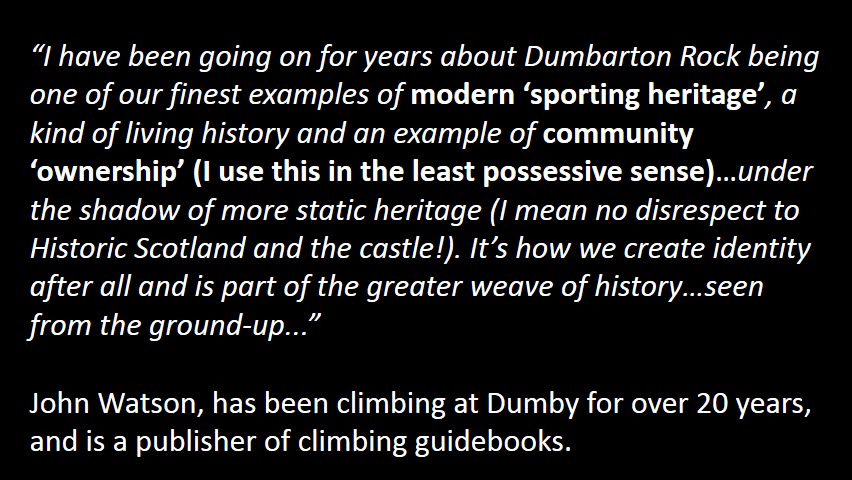 “I have been going on for years about Dumbarton Rock being
one of our finest examples of modern ‘sporting heritage’, a
kind of living history and an example of community
‘ownership’ (I use this in the least possessive sense)…under
the shadow of more static heritage (I mean no disrespect to
Historic Scotland and the castle!). It’s how we create identity
after all and is part of the greater weave of history…seen
from the ground-up...”
John Watson, has been climbing at Dumby for over 20 years,
and is a publisher of climbing guidebooks.